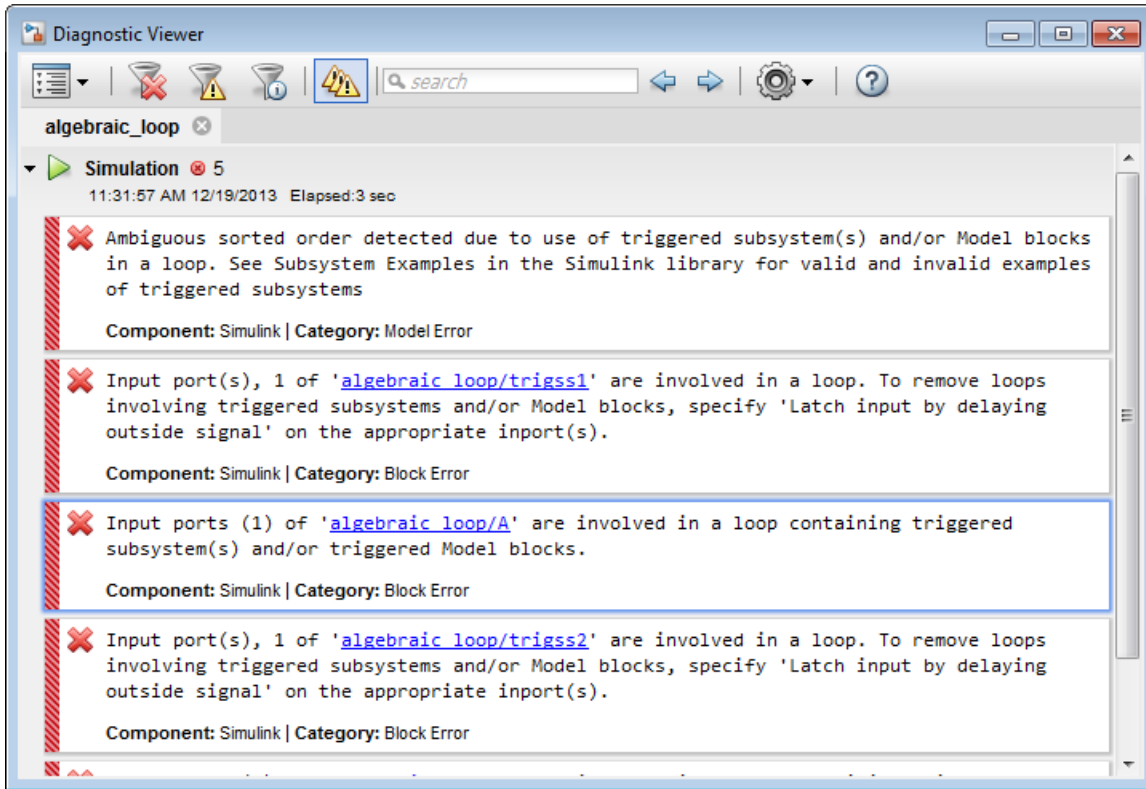 Diagnostic Viewer
search
algebraic_loop
Simulation 5
11:31:57 AM 12/19/2013 Elapsed:3 sec
Ambiguous sorted order detected due to use of triggered subsystem(s) and/or Model blocks
in a loop. See Subsystem Examples in the Simulink library for valid and invalid examples
of triggered subsystems
Component: Simulink | Category: Model Error
Input port(s), 1 of 'algebraic_loop/trigss1' are involved in a loop. To remove loops
involving triggered subsystems and/or Model blocks, specify 'Latch input by delaying
outside signal' on the appropriate inport(s).
Component: Simulink | Category: Block Error
Input ports (1) of 'algebraic_loop/A' are involved in a loop containing triggered
subsystem(s) and/or triggered Model blocks.
Component: Simulink | Category: Block Error
Input port(s), 1 of 'algebraic_loop/trigss2' are involved in a loop. To remove loops
involving triggered subsystems and/or Model blocks, specify 'Latch input by delaying
outside signal' on the appropriate inport(s).
Component: Simulink | Category: Block Error